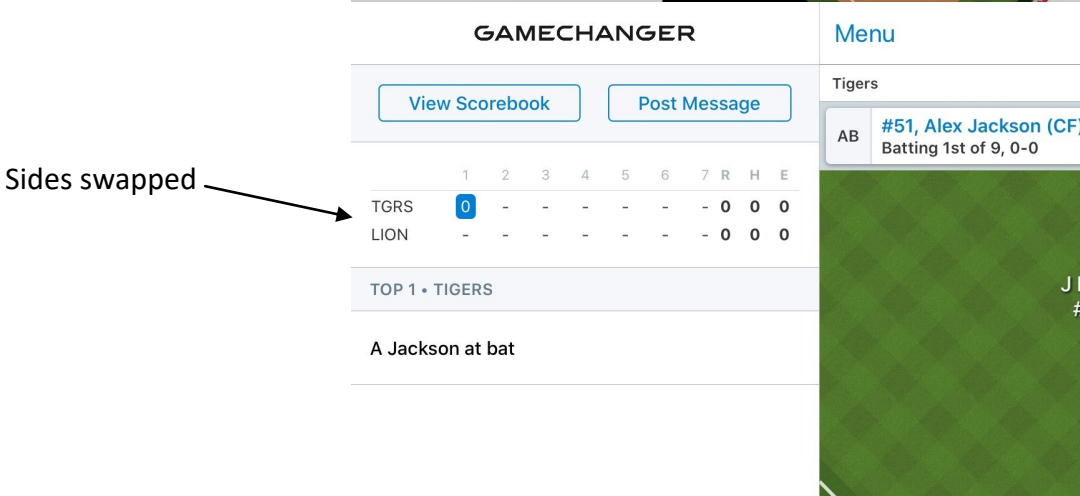 GAMECHANGER
Menu
View Scorebook Post Message
Tigers
AB
#51, Alex Jackson (CF)
Batting 1st of 9, 0-0
Sides swapped
1 2 3 4 5 6 7 R H E
TGRS 0 - - - - - - 0 0 0
LION - - - - - - - 0 0 0
TOP 1 • TIGERS
A Jackson at bat
J
#